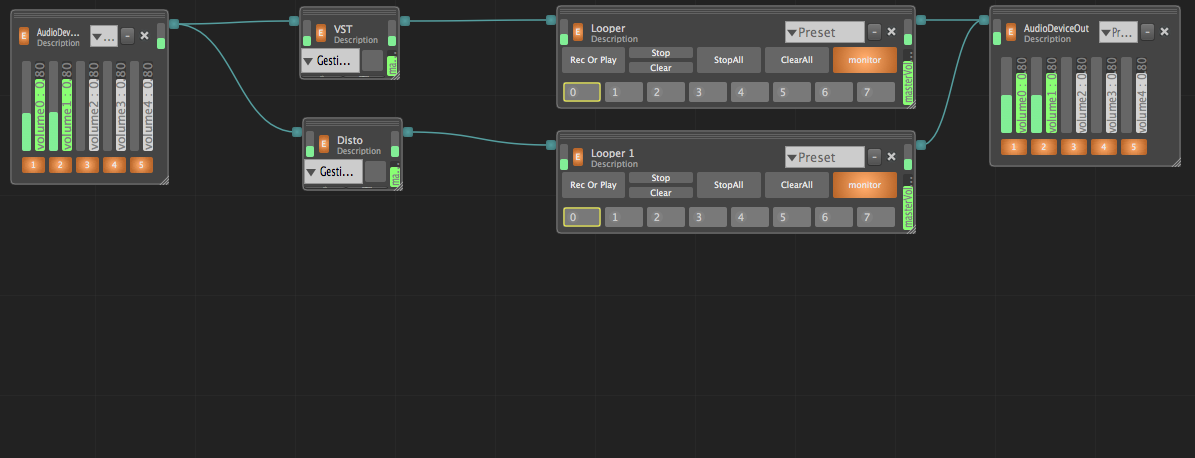 E
AudioDev...
Description
...
-
×
volume0 : 0.80
volume1 : 0.80
volume2 : 0.80
volume3 : 0.80
volume4 : 0.80
1
2
3
4
5
E
VST
Description
Gesti...
ma...
E
Disto
Description
Gesti...
ma...
E
Looper
Description
Preset
-
×
Rec Or Play
Stop
Clear
StopAll
ClearAll
monitor
masterVol...
0
1
2
3
4
5
6
7
E
Looper 1
Description
Preset
-
×
Rec Or Play
Stop
Clear
StopAll
ClearAll
monitor
masterVol...
0
1
2
3
4
5
6
7
E
AudioDeviceOut
Description
Pr...
-
×
volume0 : 0.80
volume1 : 0.80
volume2 : 0.80
volume3 : 0.80
volume4 : 0.80
1
2
3
4
5